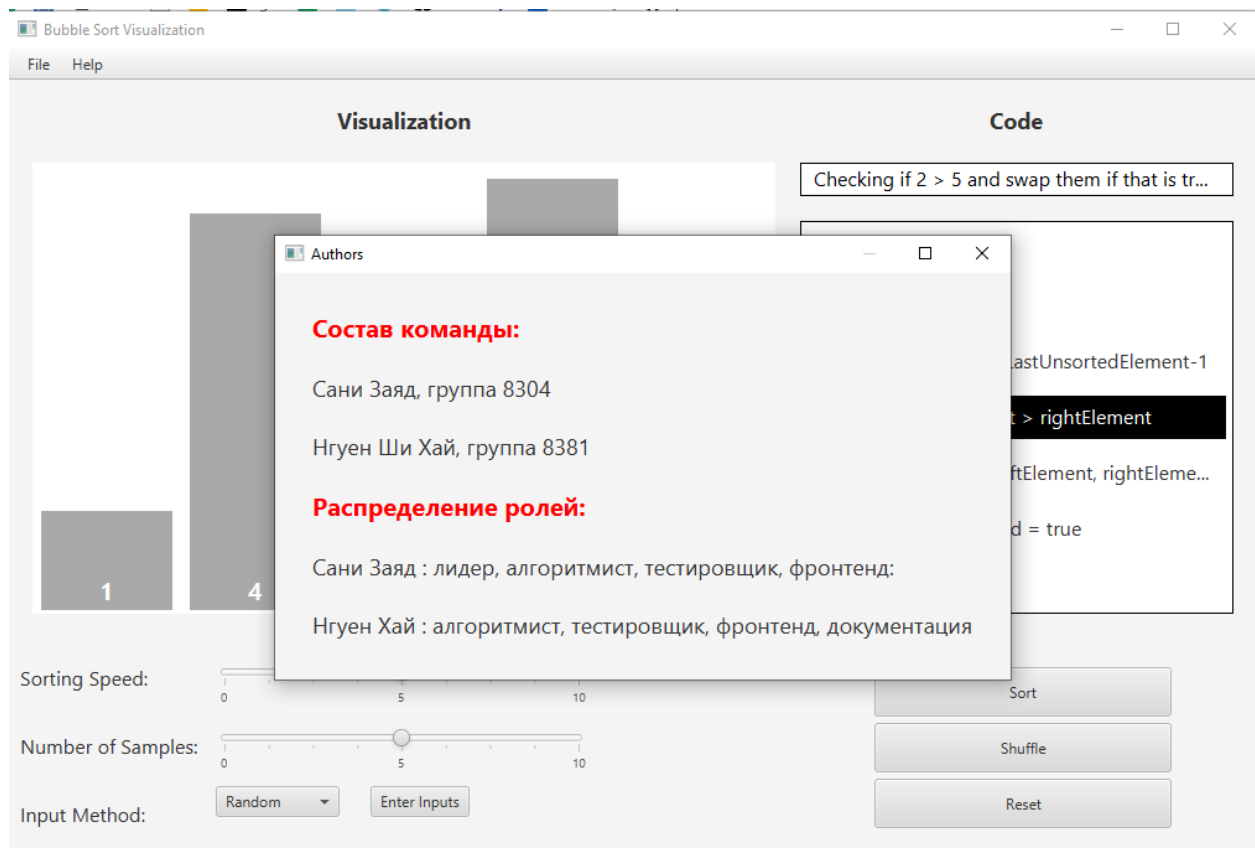 Bubble Sort Visualization
File Help
Visualization
Code
Checking if 2 > 5 and swap them if that is tr...
Authors
Состав команды:
Сани Заяд, группа 8304
Нгуен Ши Хай, группа 8381
Распределение ролей:
Сани Заяд : лидер, алгоритмист, тестировщик, фронтенд:
Нгуен Хай : алгоритмист, тестировщик, фронтенд, документация
LastUnsortedElement-1
> rightElement
rightEleme...
= true
1
4
Sorting Speed:
0 5 10
Number of Samples:
0 5 10
Input Method:
Random
Enter Inputs
Sort
Shuffle
Reset